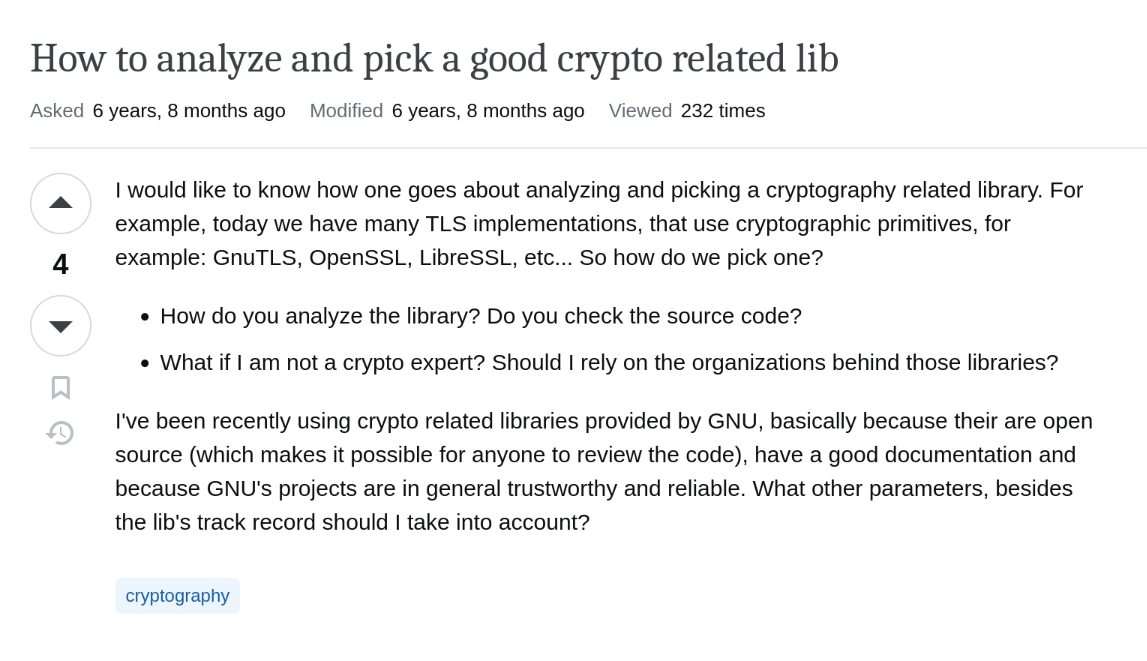 How to analyze and pick a good crypto related lib
Asked 6 years, 8 months ago Modified 6 years, 8 months ago Viewed 232 times
I would like to know how one goes about analyzing and picking a cryptography related library. For
example, today we have many TLS implementations, that use cryptographic primitives, for
4
example: GnuTLS, OpenSSL, LibreSSL, etc... So how do we pick one?
• How do you analyze the library? Do you check the source code?
• What if I am not a crypto expert? Should I rely on the organizations behind those libraries?
I've been recently using crypto related libraries provided by GNU, basically because their are open
source (which makes it possible for anyone to review the code), have a good documentation and
because GNU's projects are in general trustworthy and reliable. What other parameters, besides
the lib's track record should I take into account?
cryptography